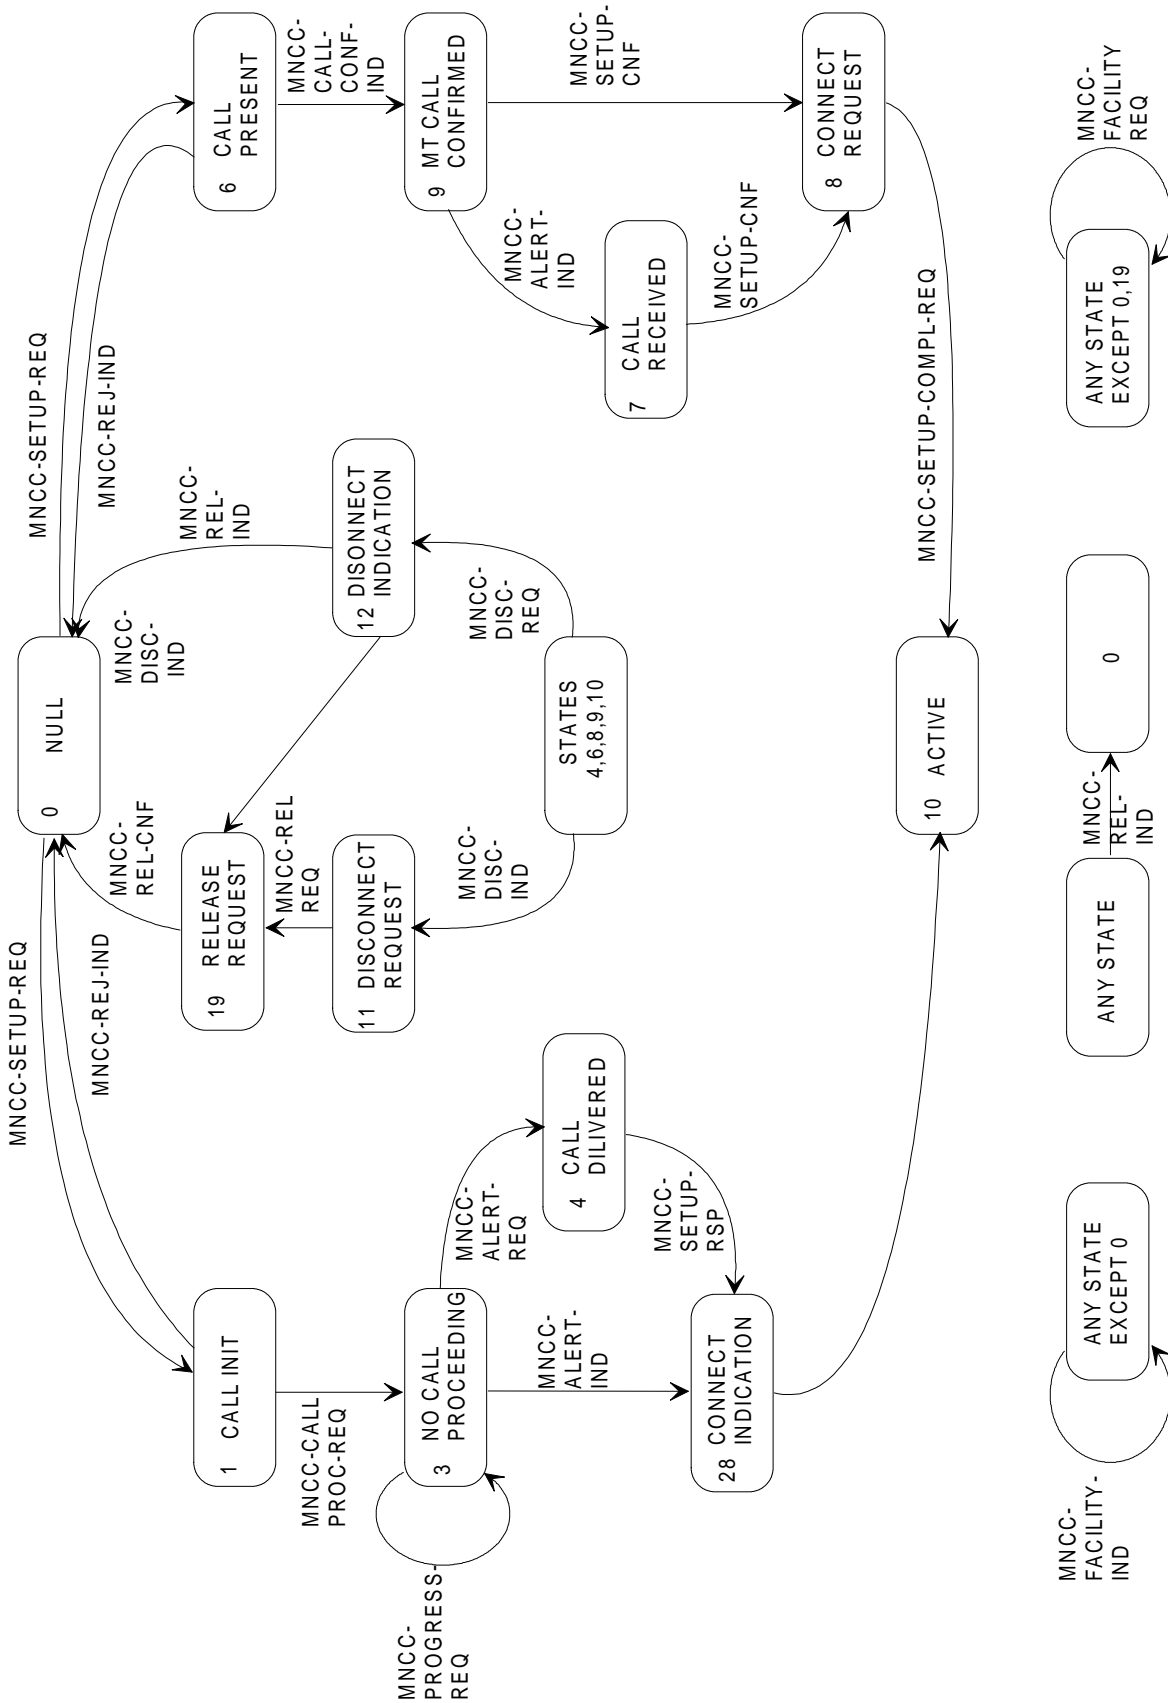 MNCC-SETUP-REQ
MNCC-REJ-IND
MNCC-SETUP-REQ
MNCC-REJ-IND
0 NULL
MNCC-
REL-CNF
MNCC-
DISC-
IND
MNCC-
REL-
IND
1 CALL INIT
19 RELEASE
REQUEST
6 CALL
PRESENT
MNCC-CALL
PROC-REQ
MNCC-REL
REQ
MNCC-
CALL-
CONF-
IND
MNCC-
PROGRESS-
REQ
3 NO CALL
PROCEEDING
11 DISCONNECT
REQUEST
12 DISONNECT
INDICATION
9 MT CALL
CONFIRMED
MNCC-
ALERT-
REQ
MNCC-
DISC-
IND
MNCC-
DISC-
REQ
MNCC-
ALERT-
IND
MNCC-
SETUP-
CNF
MNCC-
ALERT-
IND
4 CALL
DILIVERED
STATES
4,6,8,9,10
7 CALL
RECEIVED
MNCC-
SETUP-
RSP
MNCC-
SETUP-CNF
28 CONNECT
INDICATION
8 CONNECT
REQUEST
MNCC-SETUP-COMPL-REQ
10 ACTIVE
MNCC-
FACILITY-
IND
ANY STATE
EXCEPT 0
ANY STATE
MNCC-
REL-
IND
0
ANY STATE
EXCEPT 0,19
MNCC-
FACILITY
REQ